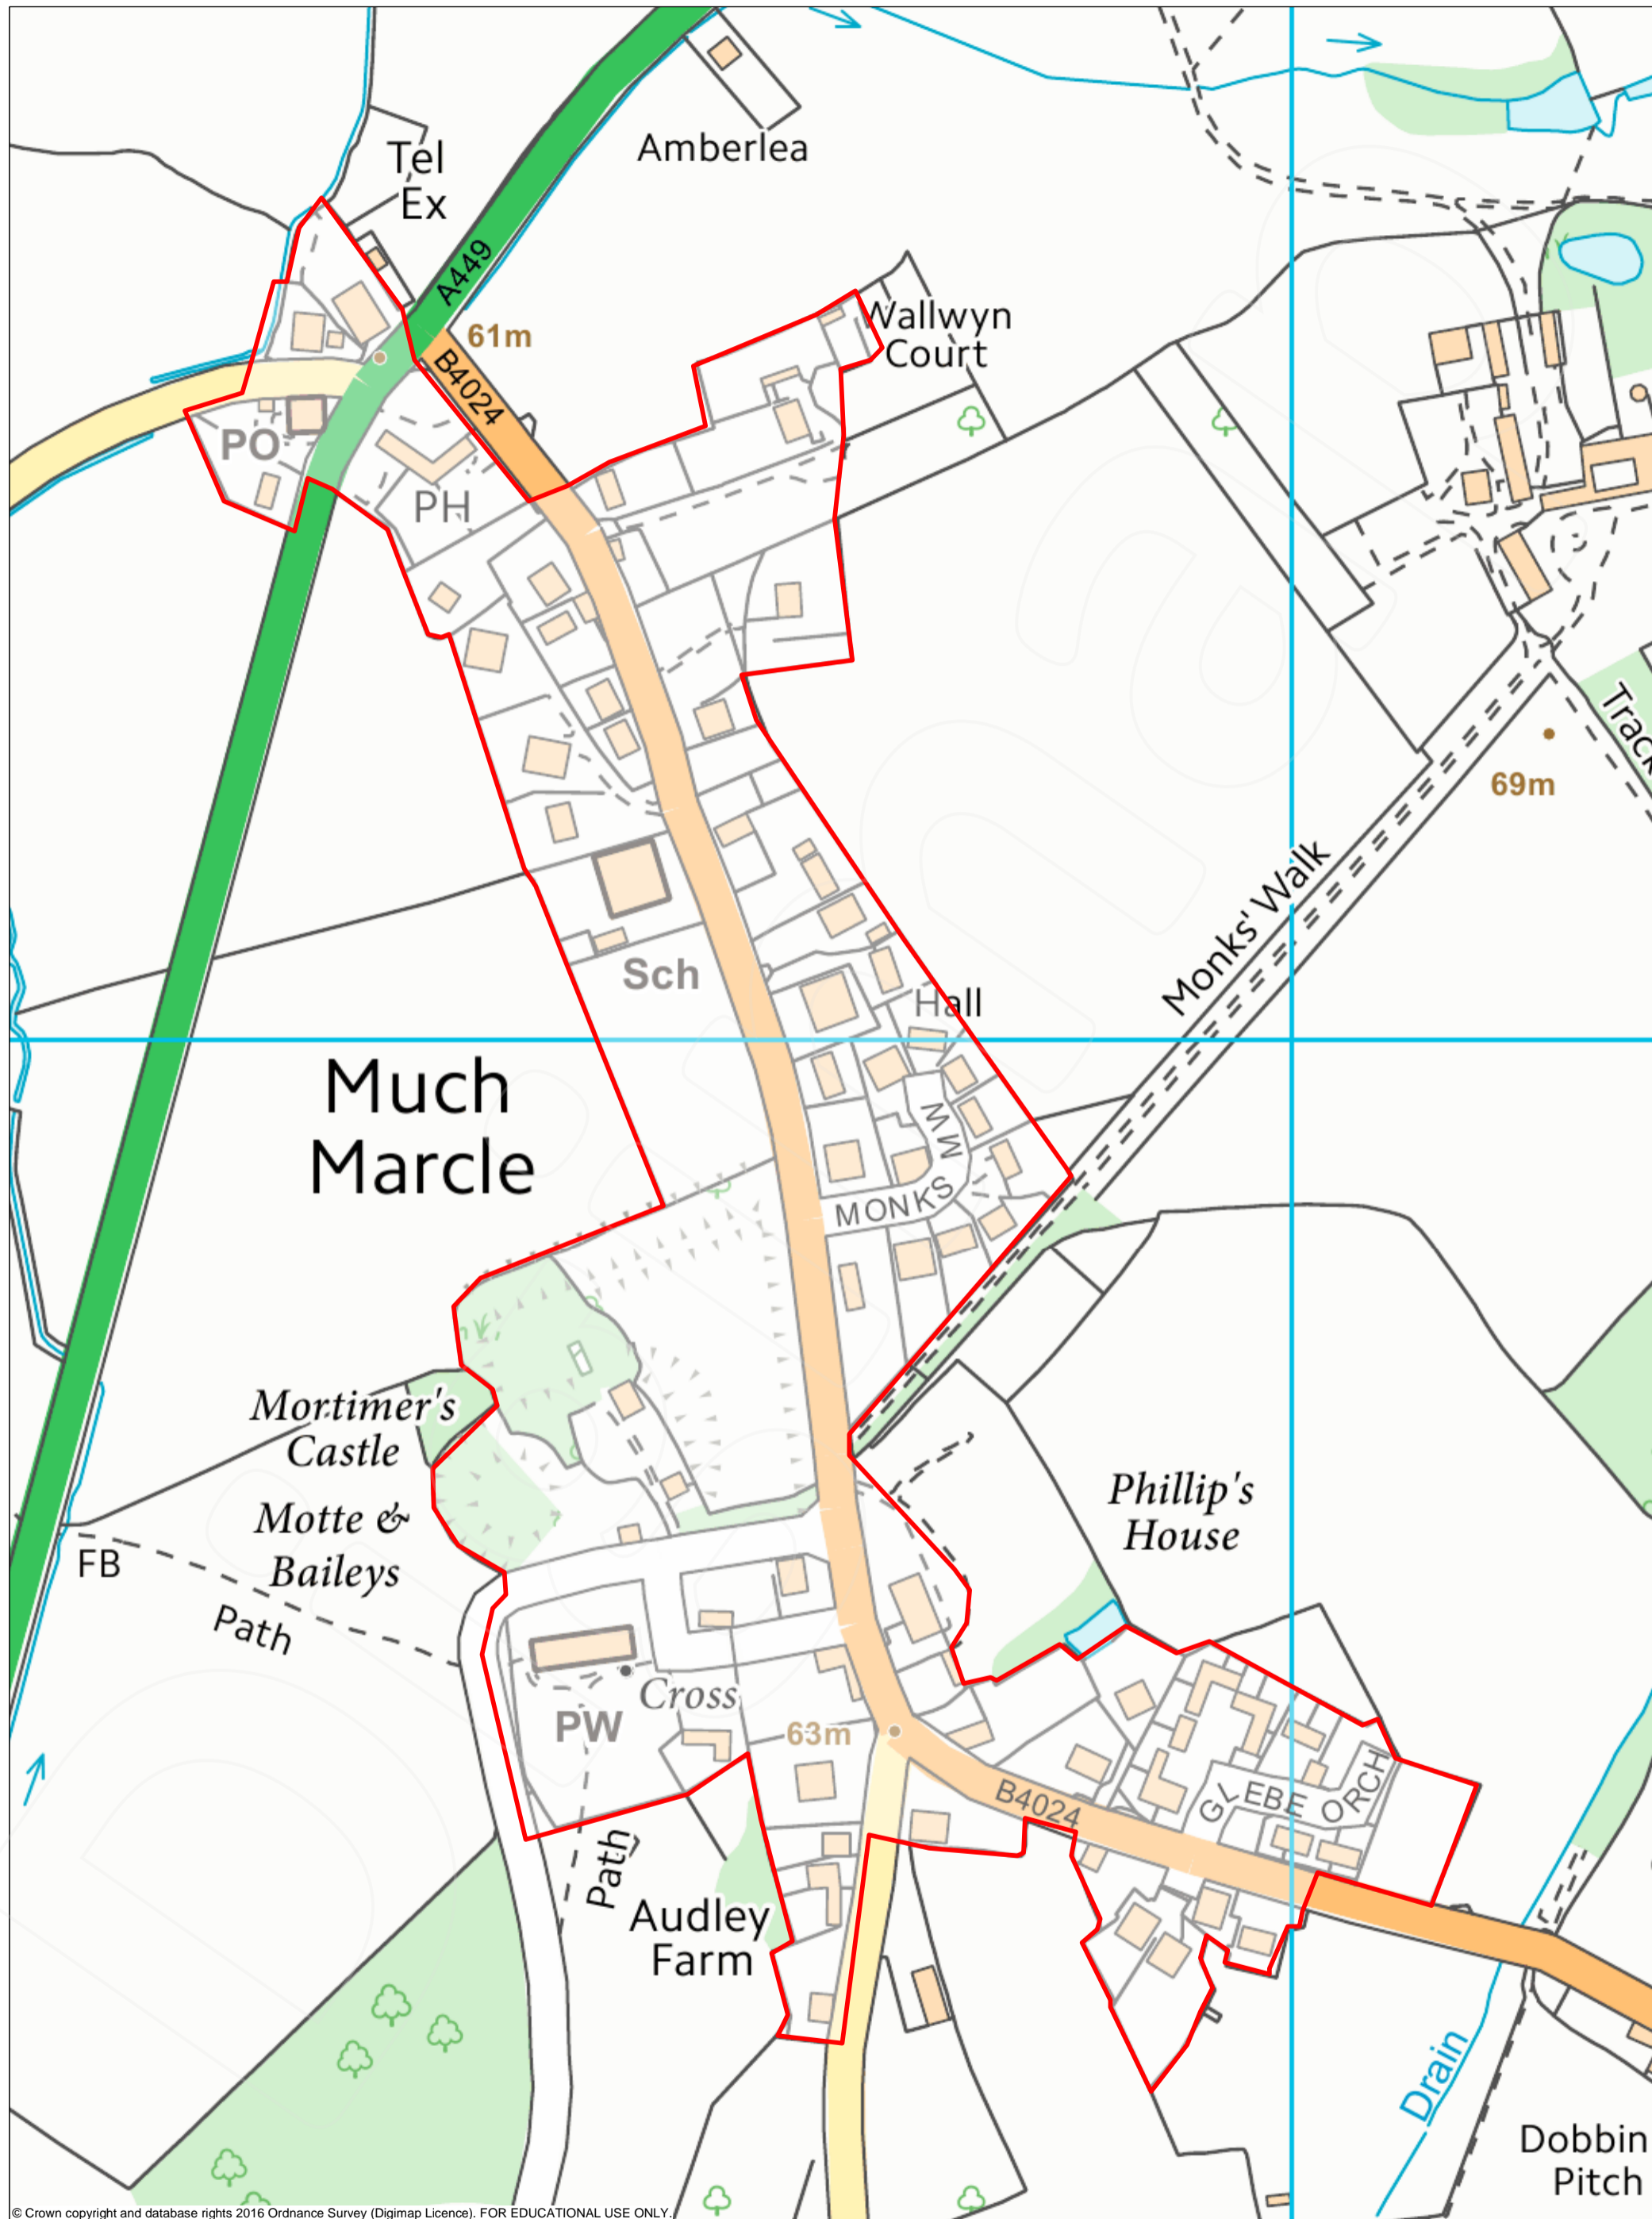 Tel
Ex
Amberlea
A449
61m
B4024
Wallwyn
Court
PO
PH
Track
69m
Monks' Walk
Sch
Hall
Much
Marcle
MONKS
WM
Mortimer's
Castle
Motte &
Baileys
Phillip's
House
FB
Path
Cross
PW
63m
B4024
GLEBE ORCH
Path
Audley
Farm
Drain
Dobbin
Pitch
© Crown copyright and database rights 2016 Ordnance Survey (Digimap Licence). FOR EDUCATIONAL USE ONLY.